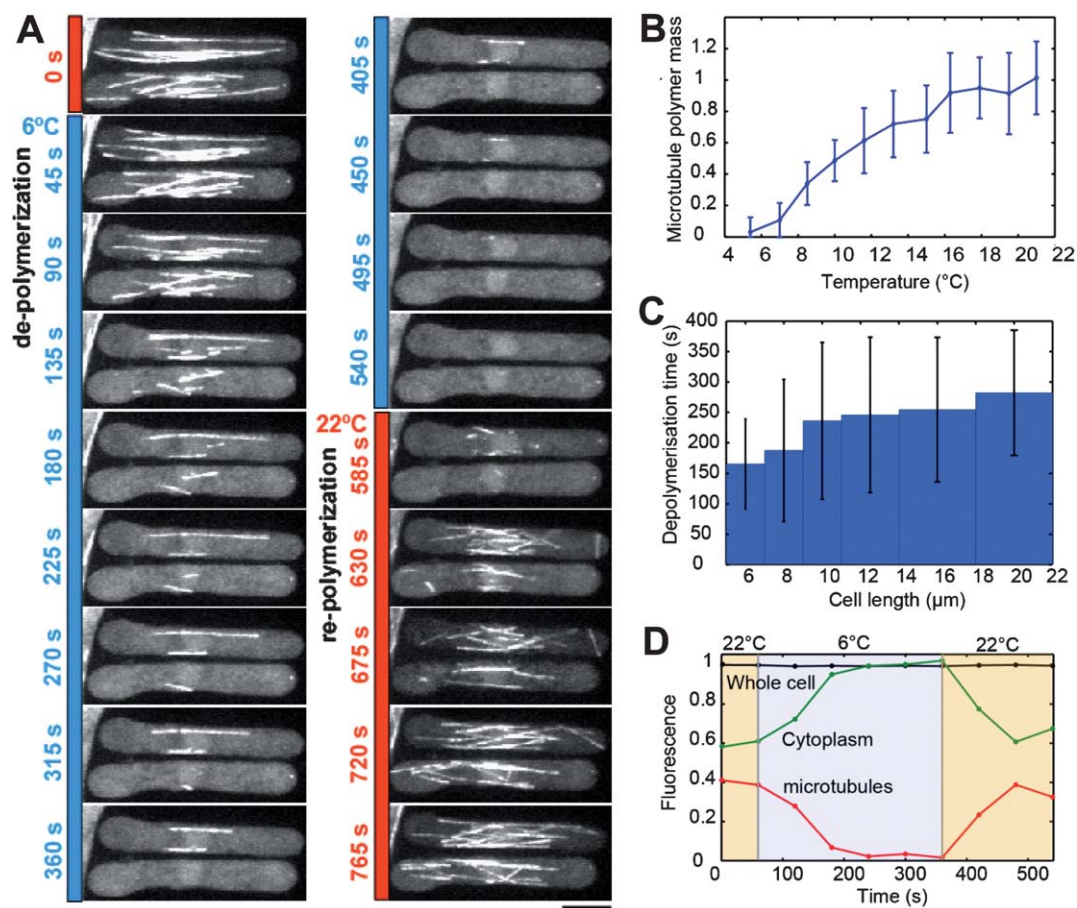 A
0 s
6°C
de-polymerization
45 s
90 s
135 s
180 s
225 s
270 s
315 s
360 s
405 s
450 s
495 s
540 s
22°C
re-polymerization
585 s
630 s
675 s
720 s
765 s
B
Microtubule polymer mass
1.2
1
0.8
0.6
0.4
0.2
0
4 6 8 10 12 14 16 18 20 22
Temperature (°C)
C
Depolymerisation time (s)
400
350
300
250
200
150
100
50
0
6 8 10 12 14 16 18 20 22
Cell length (µm)
D
22°C 6°C 22°C
Fluorescence
1
0.8
0.6
0.4
0.2
0
Whole cell
Cytoplasm
microtubules
0 100 200 300 400 500
Time (s)